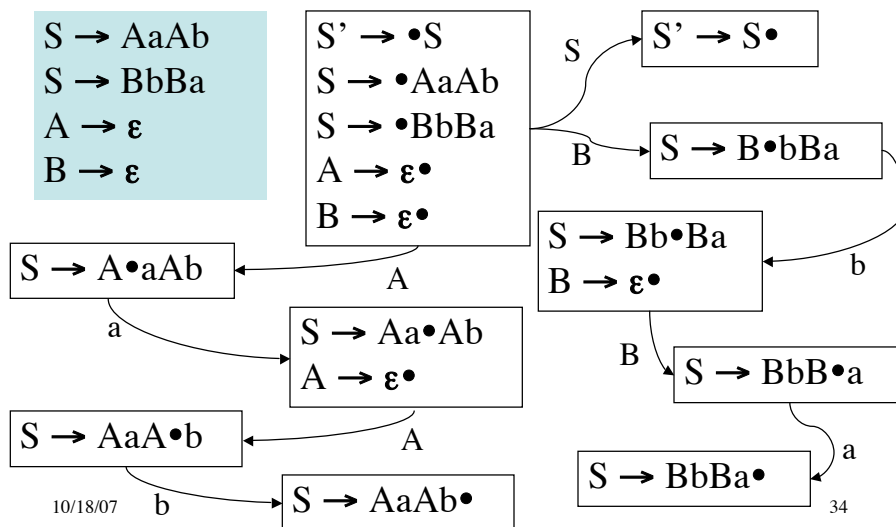 S → AaAb
S → BbBa
A → ε
B → ε
S’ → •S
S → •AaAb
S → •BbBa
A → ε•
B → ε•
S
S’ → S•
B
S → B•bBa
b
S → Bb•Ba
B → ε•
A
S → A•aAb
a
S → Aa•Ab
A → ε•
B
S → BbB•a
A
S → AaA•b
a
S → BbBa•
b
S → AaAb•
10/18/07
34